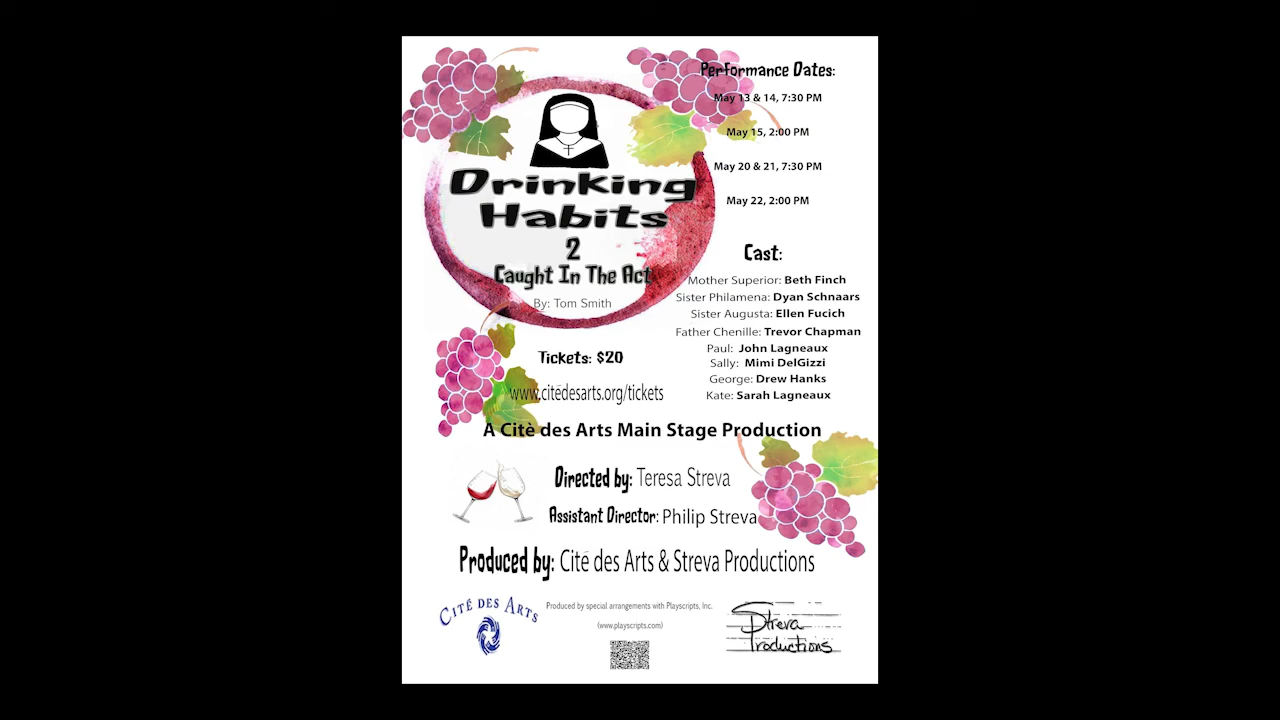 Drinking
Habits
2
Caught In The Act
By: Tom Smith
Performance Dates:
May 13 & 14, 7:30 PM
May 15, 2:00 PM
May 20 & 21, 7:30 PM
May 22, 2:00 PM
Cast:
Mother Superior: Beth Finch
Sister Philamena: Dyan Schnaars
Sister Augusta: Ellen Fucich
Father Chenille: Trevor Chapman
Paul: John Lagneaux
Sally: Mimi DelGizzi
George: Drew Hanks
Kate: Sarah Lagneaux
Tickets: $20
www.citédesarts.org/tickets
A Citè des Arts Main Stage Production
Directed by: Teresa Streva
Assistant Director: Philip Streva
Produced by: Cité des Arts & Streva Productions
CITÉ DES ARTS
Produced by special arrangements with Playscripts, Inc.
(www.playscripts.com)
Streva
Productions